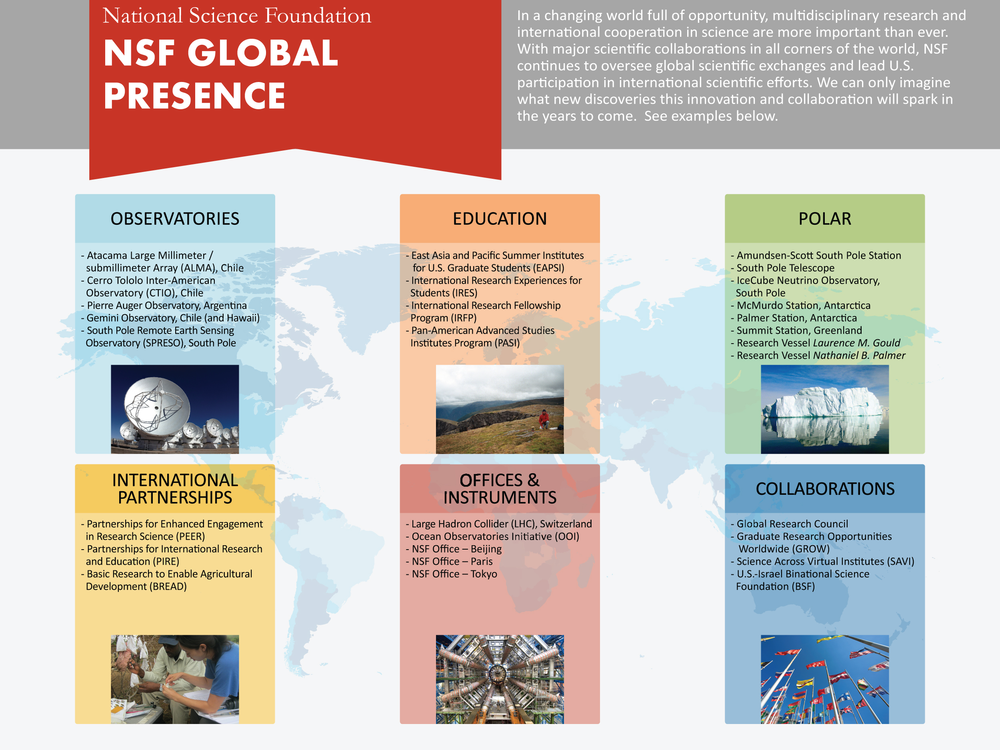 National Science Foundation
NSF GLOBAL
PRESENCE
In a changing world full of opportunity, multidisciplinary research and
international cooperation in science are more important than ever.
With major scientific collaborations in all corners of the world, NSF
continues to oversee global scientific exchanges and lead U.S.
participation in international scientific efforts. We can only imagine
what new discoveries this innovation and collaboration will spark in
the years to come.  See examples below.
OBSERVATORIES
- Atacama Large Millimeter /
submillimeter Array (ALMA), Chile
- Cerro Tololo Inter-American
Observatory (CTIO), Chile
- Pierre Auger Observatory, Argentina
- Gemini Observatory, Chile (and Hawaii)
- South Pole Remote Earth Sensing
Observatory (SPRESO), South Pole
EDUCATION
- East Asia and Pacific Summer Institutes
for U.S. Graduate Students (EAPSI)
- International Research Experiences for
Students (IRES)
- International Research Fellowship
Program (IRFP)
- Pan-American Advanced Studies
Institutes Program (PASI)
POLAR
- Amundsen-Scott South Pole Station
- South Pole Telescope
- IceCube Neutrino Observatory,
South Pole
- McMurdo Station, Antarctica
- Palmer Station, Antarctica
- Summit Station, Greenland
- Research Vessel Laurence M. Gould
- Research Vessel Nathaniel B. Palmer
INTERNATIONAL
PARTNERSHIPS
- Partnerships for Enhanced Engagement
in Research Science (PEER)
- Partnerships for International Research
and Education (PIRE)
- Basic Research to Enable Agricultural
Development (BREAD)
OFFICES &
INSTRUMENTS
- Large Hadron Collider (LHC), Switzerland
- Ocean Observatories Initiative (OOI)
- NSF Office – Beijing
- NSF Office – Paris
- NSF Office – Tokyo
COLLABORATIONS
- Global Research Council
- Graduate Research Opportunities
Worldwide (GROW)
- Science Across Virtual Institutes (SAVI)
- U.S.-Israel Binational Science
Foundation (BSF)